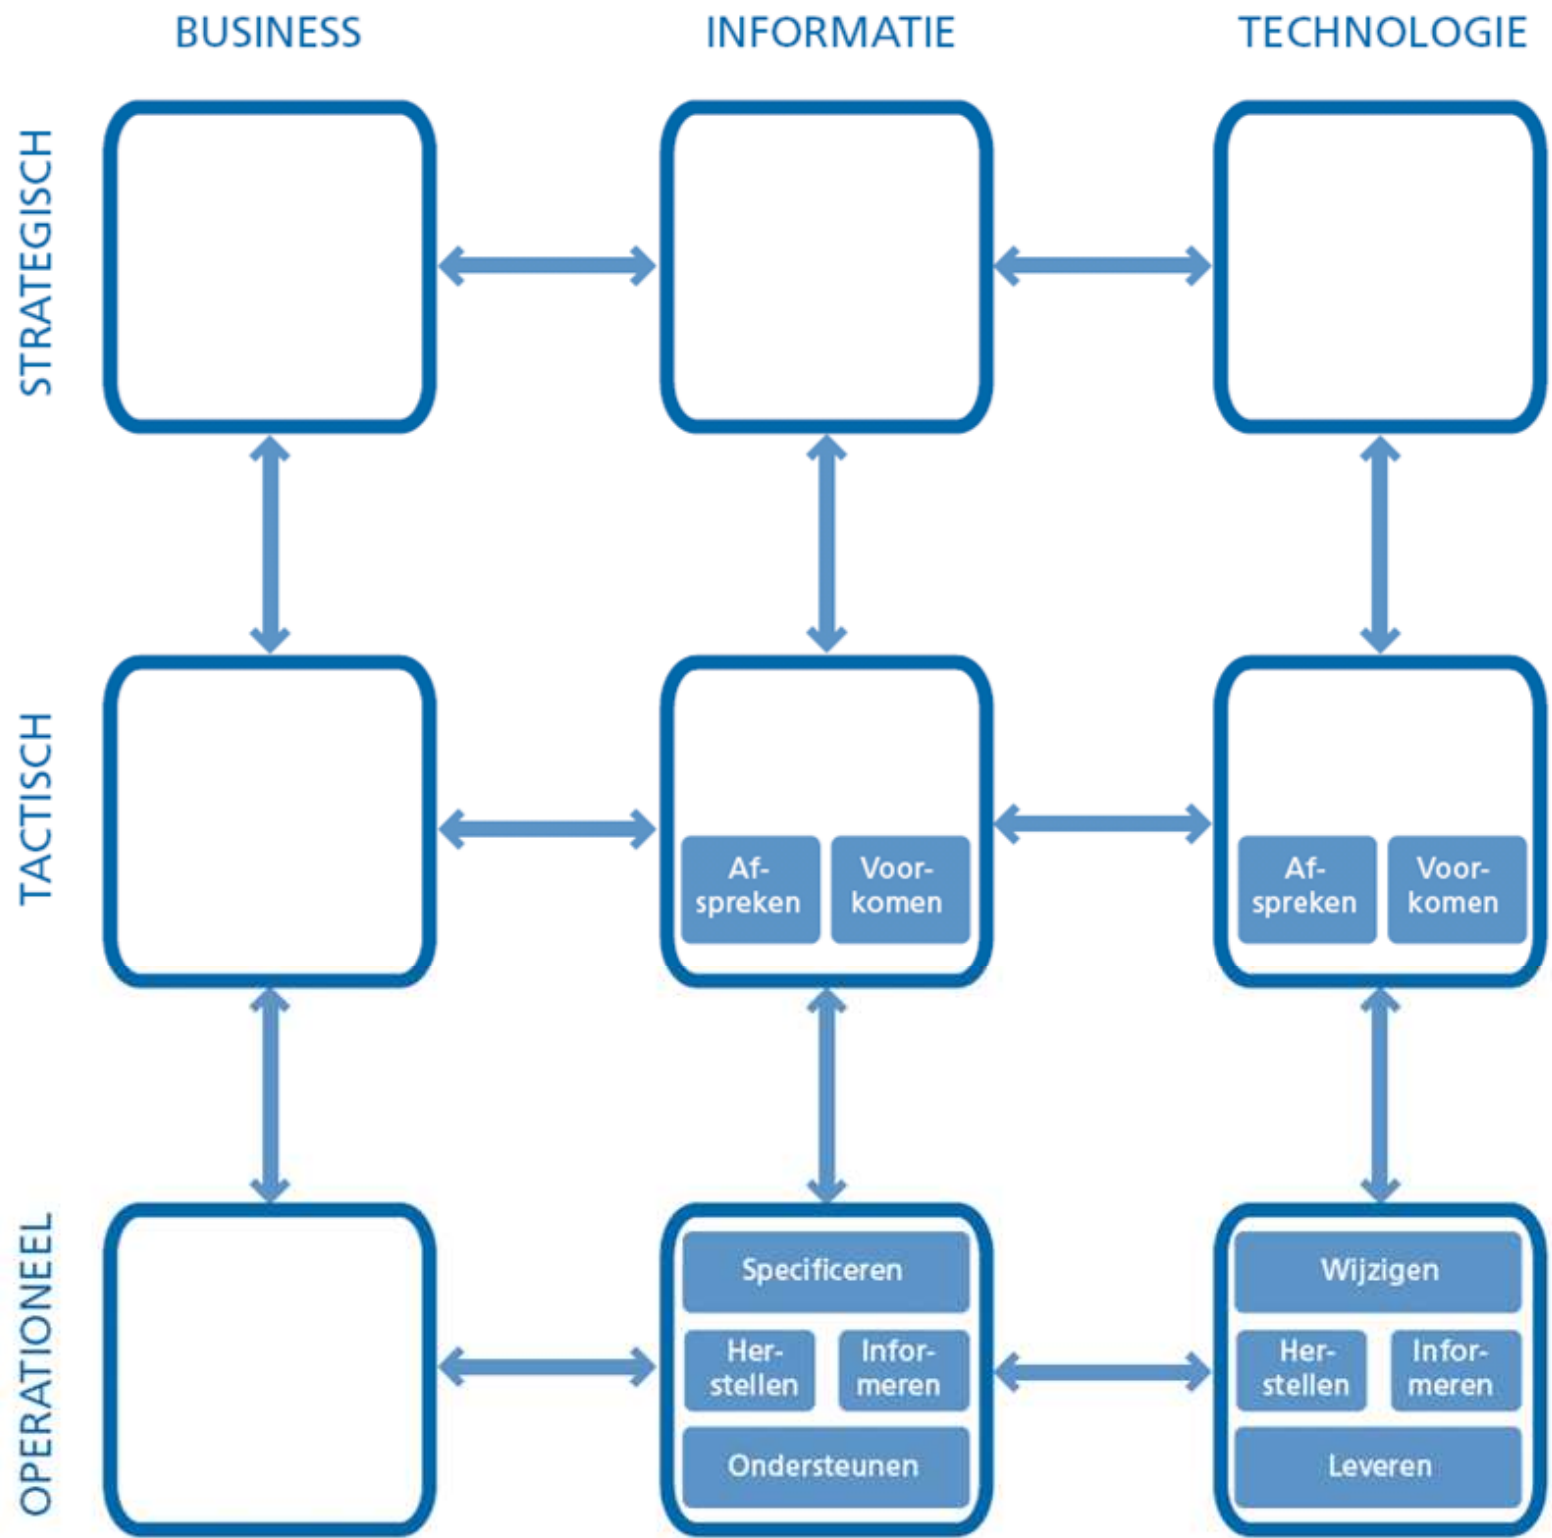 BUSINESS
INFORMATIE
TECHNOLOGIE
STRATEGISCH
TACTISCH
Af-
spreken
Voor-
komen
Af-
spreken
Voor-
komen
OPERATIONEEL
Specificeren
Her-
stellen
Infor-
meren
Ondersteunen
Wijzigen
Her-
stellen
Infor-
meren
Leveren